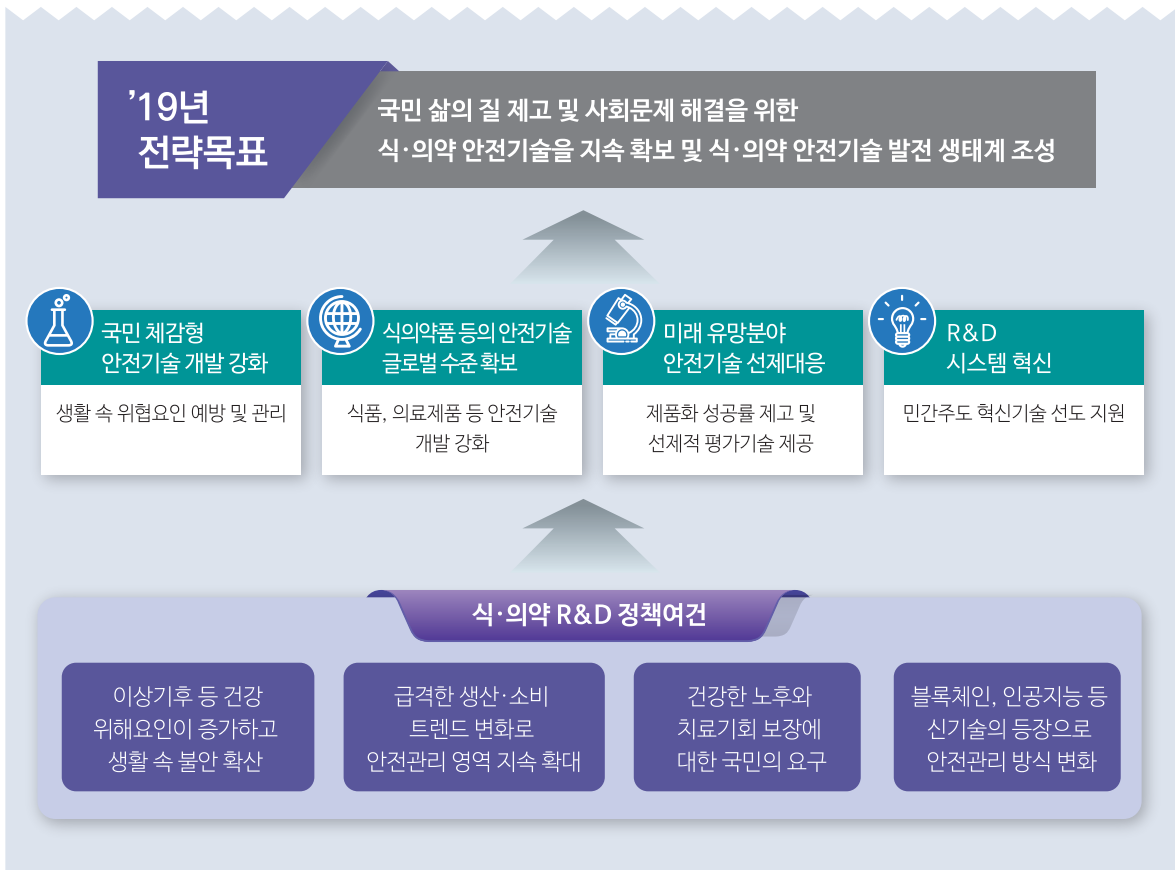 ’19년
전략목표
국민 삶의 질 제고 및 사회문제 해결을 위한
식·의약 안전기술을 지속 확보 및 식·의약 안전기술 발전 생태계 조성
국민 체감형
안전기술 개발 강화
생활 속 위협요인 예방 및 관리
식의약품 등의 안전기술
글로벌 수준 확보
식품, 의료제품 등 안전기술
개발 강화
미래 유망분야
안전기술 선제대응
제품화 성공률 제고 및
선제적 평가기술 제공
R&D
시스템 혁신
민간주도 혁신기술 선도 지원
식·의약 R&D 정책여건
이상기후 등 건강
위해요인이 증가하고
생활 속 불안 확산
급격한 생산·소비
트렌드 변화로
안전관리 영역 지속 확대
건강한 노후와
치료기회 보장에
대한 국민의 요구
블록체인, 인공지능 등
신기술의 등장으로
안전관리 방식 변화